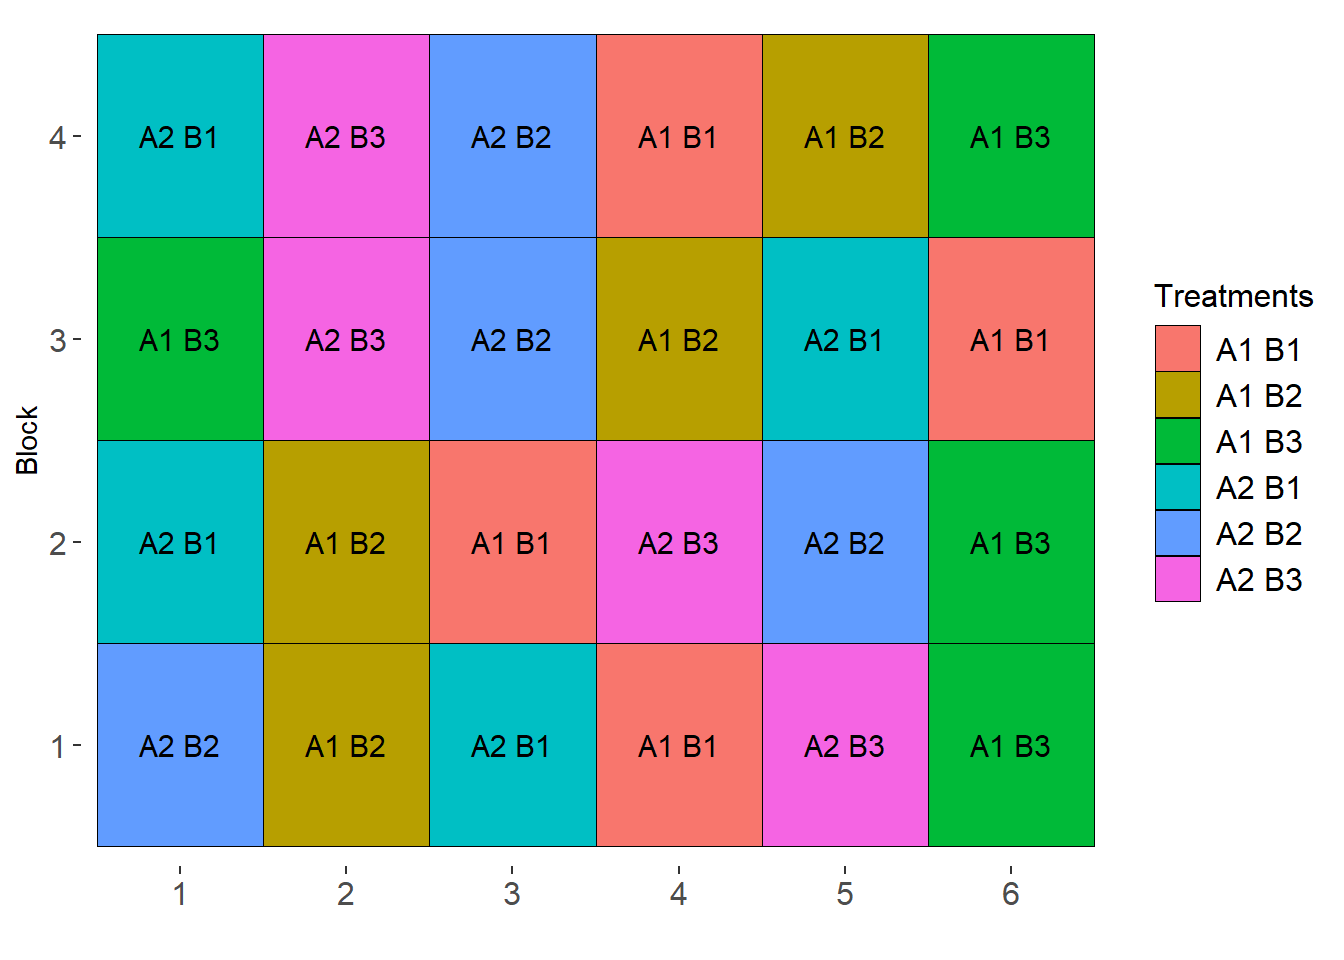 4
A2 B1 A2 B3 A2 B2 A1 B1 A1 B2 A1 B3
3
A1 B3 A2 B3 A2 B2 A1 B2 A2 B1 A1 B1
Block
2
A2 B1 A1 B2 A1 B1 A2 B3 A2 B2 A1 B3
1
A2 B2 A1 B2 A2 B1 A1 B1 A2 B3 A1 B3
1 2 3 4 5 6
Treatments
A1 B1
A1 B2
A1 B3
A2 B1
A2 B2
A2 B3